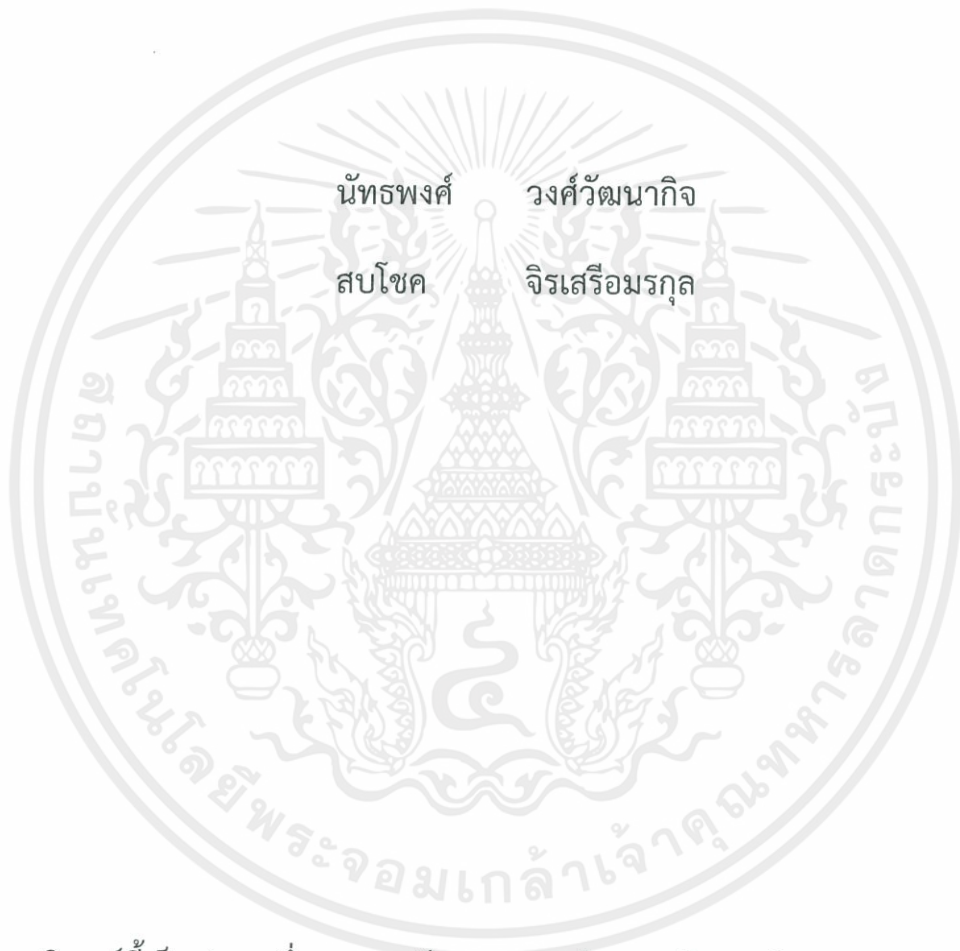 นัทธพงศ์ วงศ์วัฒนากิจ
สบโชค จิรเสรีอมรกุล
สถาบันเทคโนโลยีพระจอมเกล้าเจ้าคุณทหารลาดกระบัง